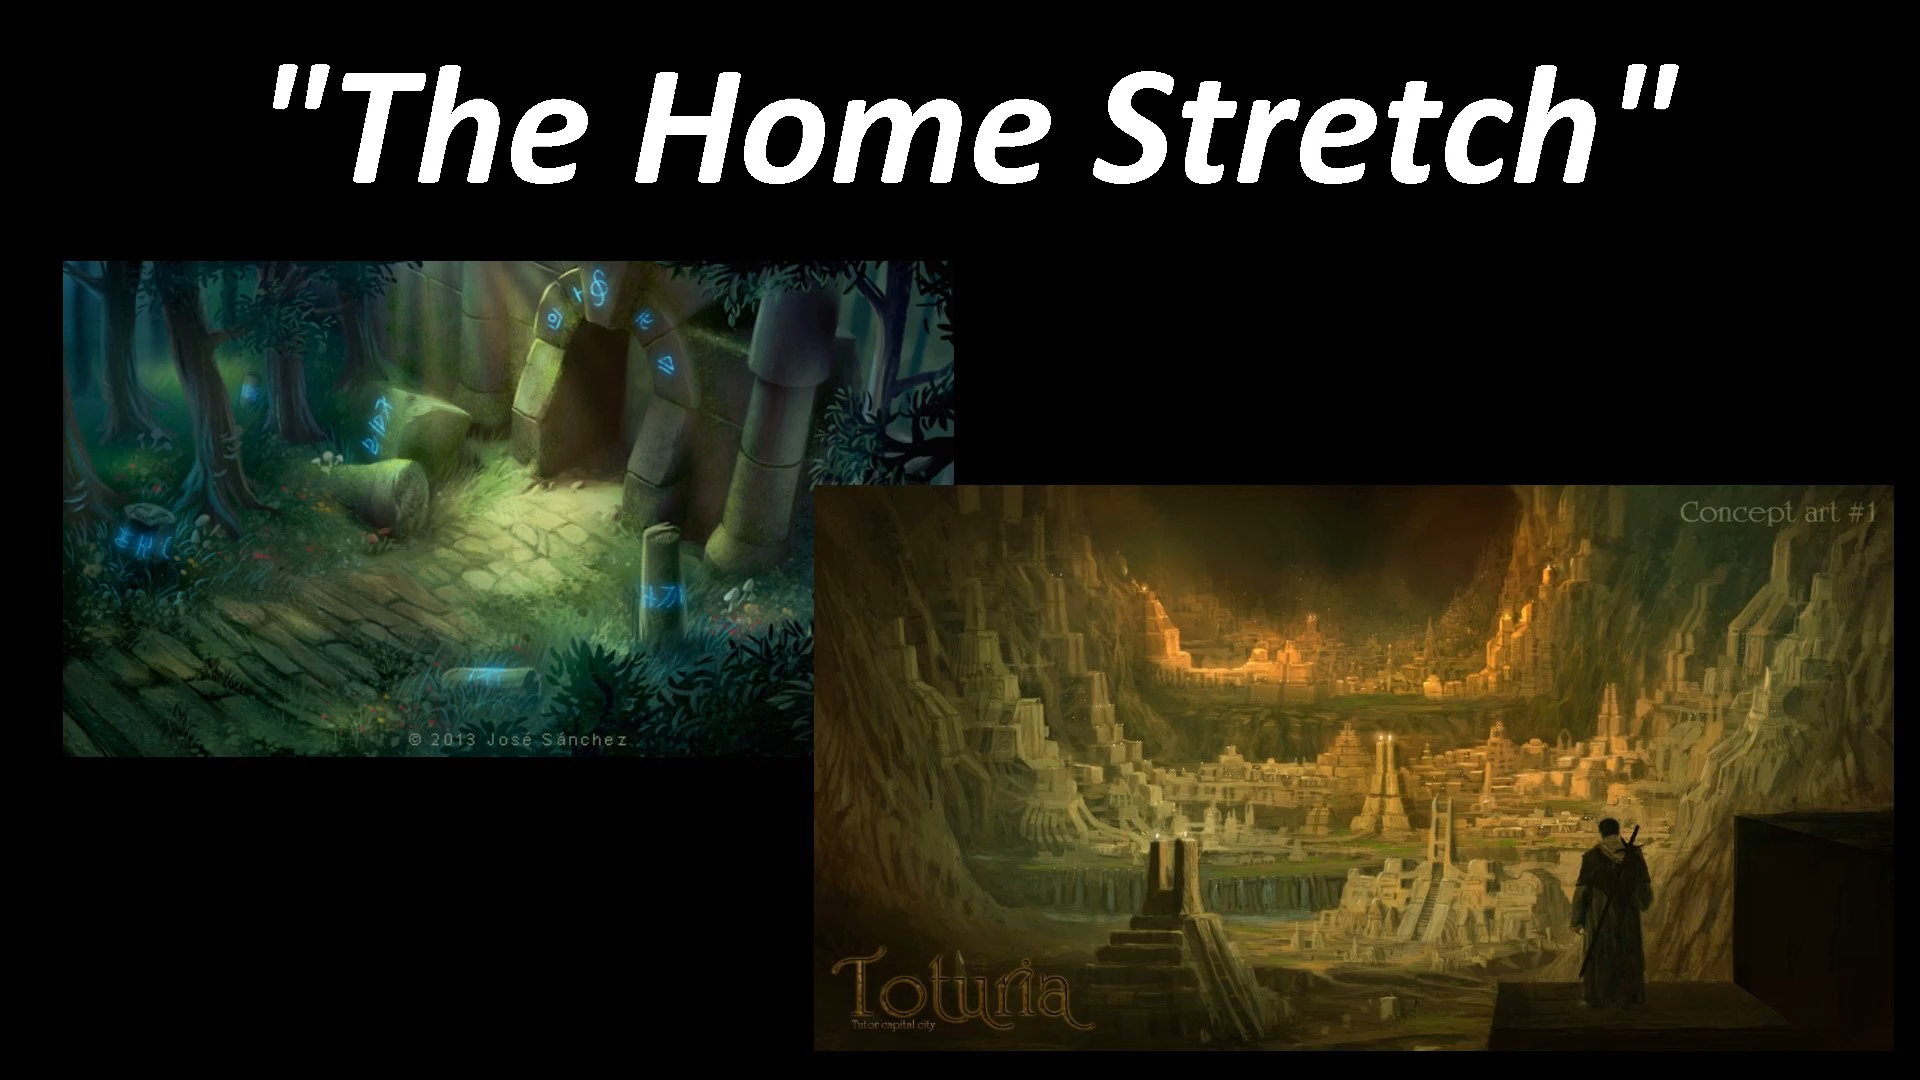 "The Home Stretch"
© 2013 José Sánchez
Concept art #1
Toturia
Tutor capital city